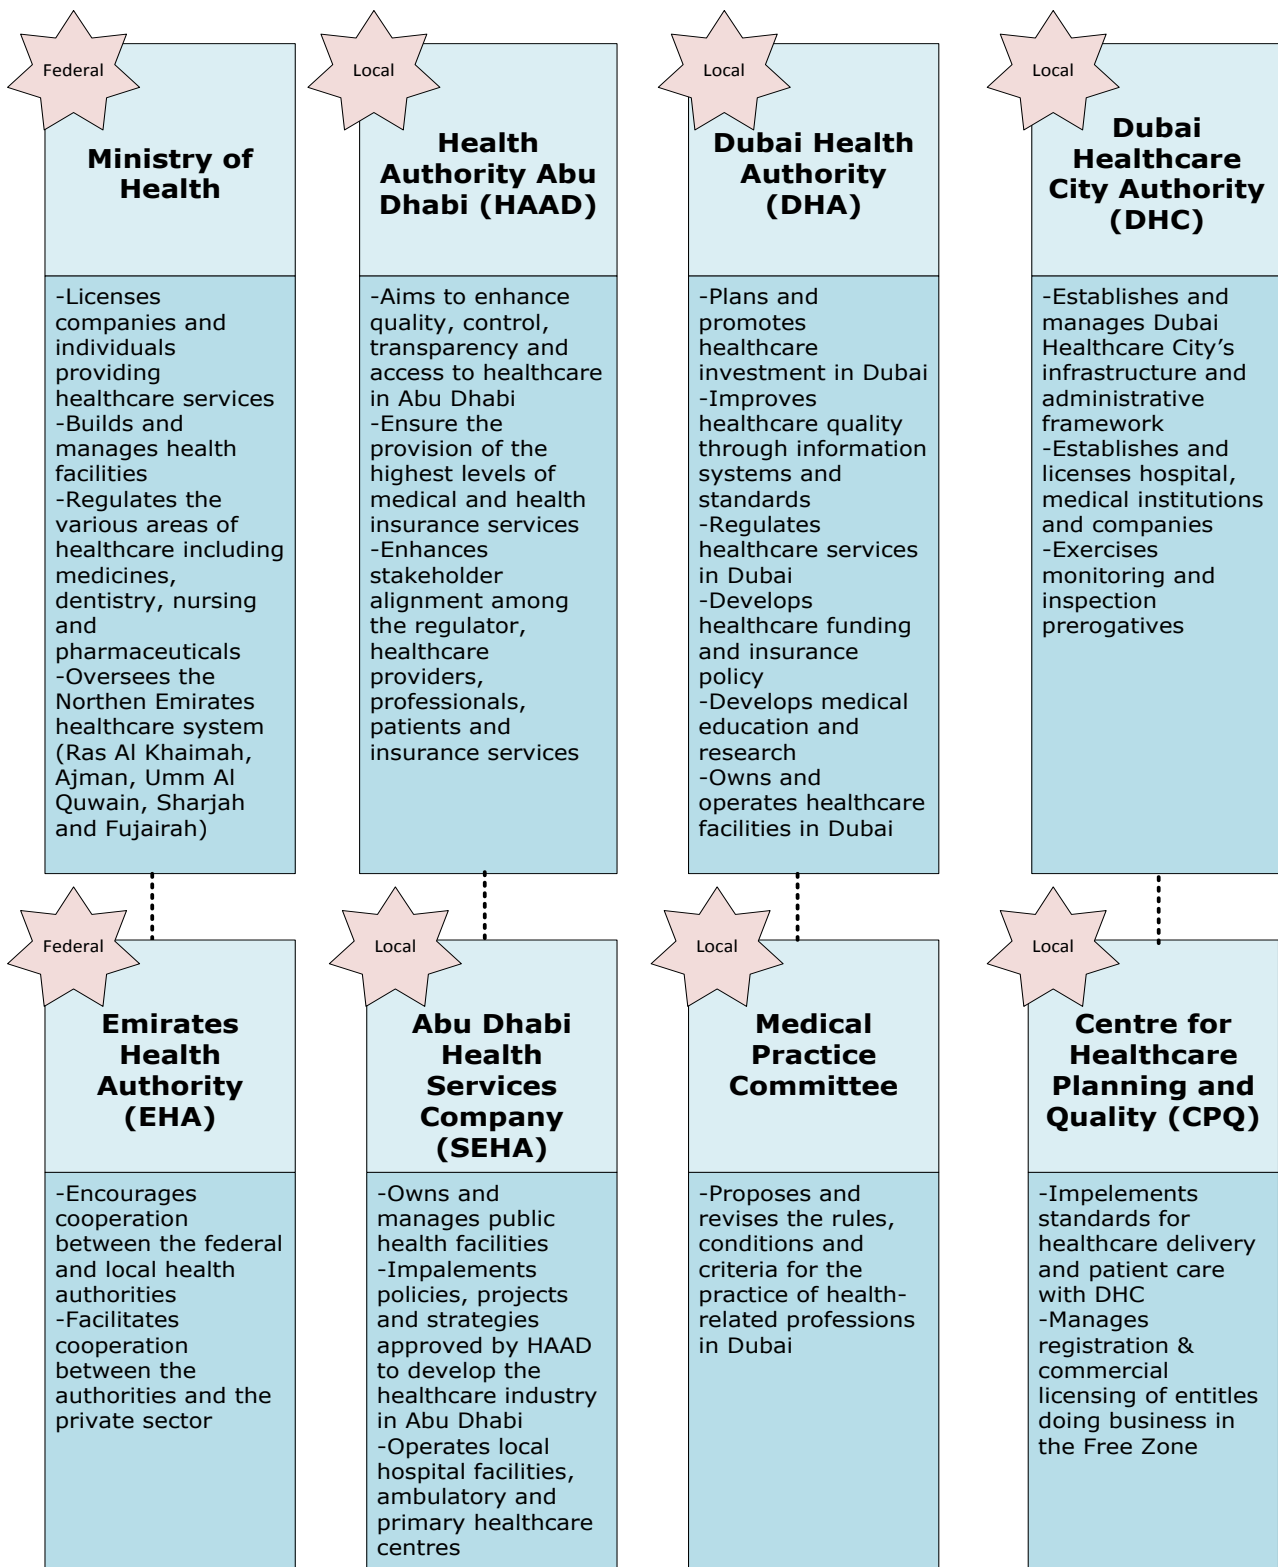 Federal
Ministry of
Health
-Licenses
companies and
individuals
providing
healthcare services
-Builds and
manages health
facilities
-Regulates the
various areas of
healthcare including
medicines,
dentistry, nursing
and
pharmaceuticals
-Oversees the
Northen Emirates
healthcare system
(Ras Al Khaimah,
Ajman, Umm Al
Quwain, Sharjah
and Fujairah)
Local
Health
Authority Abu
Dhabi (HAAD)
-Aims to enhance
quality, control,
transparency and
access to healthcare
in Abu Dhabi
-Ensure the
provision of the
highest levels of
medical and health
insurance services
-Enhances
stakeholder
alignment among
the regulator,
healthcare
providers,
professionals,
patients and
insurance services
Local
Dubai Health
Authority
(DHA)
-Plans and
promotes
healthcare
investment in Dubai
-Improves
healthcare quality
through information
systems and
standards
-Regulates
healthcare services
in Dubai
-Develops
healthcare funding
and insurance
policy
-Develops medical
education and
research
-Owns and
operates healthcare
facilities in Dubai
Local
Dubai
Healthcare
City Authority
(DHC)
-Establishes and
manages Dubai
Healthcare City’s
infrastructure and
administrative
framework
-Establishes and
licenses hospital,
medical institutions
and companies
-Exercises
monitoring and
inspection
prerogatives
Federal
Emirates
Health
Authority
(EHA)
-Encourages
cooperation
between the federal
and local health
authorities
-Facilitates
cooperation
between the
authorities and the
private sector
Local
Abu Dhabi
Health
Services
Company
(SEHA)
-Owns and
manages public
health facilities
-Impalements
policies, projects
and strategies
approved by HAAD
to develop the
healthcare industry
in Abu Dhabi
-Operates local
hospital facilities,
ambulatory and
primary healthcare
centres
Local
Medical
Practice
Committee
-Proposes and
revises the rules,
conditions and
criteria for the
practice of health-
related professions
in Dubai
Local
Centre for
Healthcare
Planning and
Quality (CPQ)
-Impelements
standards for
healthcare delivery
and patient care
with DHC
-Manages
registration &
commercial
licensing of entitles
doing business in
the Free Zone